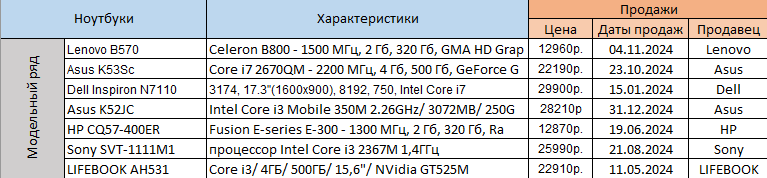 Ноутбуки Характеристики Продажи
Цена Даты продаж Продавец
Модельный ряд
Lenovo B570 Celeron B800 - 1500 МГц, 2 Гб, 320 Гб, GMA HD Grap 12960р. 04.11.2024 Lenovo
Asus K53Sc Core i7 2670QM - 2200 МГц, 4 Гб, 500 Гб, GeForce G 22190р. 23.10.2024 Asus
Dell Inspiron N7110 3174, 17.3"(1600x900), 8192, 750, Intel Core i7 29900р. 15.01.2024 Dell
Asus K52JC Intel Core i3 Mobile 350M 2.26GHz/ 3072MB/ 250G 28210р 31.12.2024 Asus
HP CQ57-400ER Fusion E-series E-300 - 1300 МГц, 2 Гб, 320 Гб, Ra 12870р. 19.06.2024 HP
Sony SVT-1111M1 процессор Intel Core i3 2367M 1,4ГГц 25990р. 21.08.2024 Sony
LIFEBOOK AH531 Core i3/ 4ГБ/ 500ГБ/ 15,6"/ NVidia GT525M 22910р. 11.05.2024 LIFEBOOK